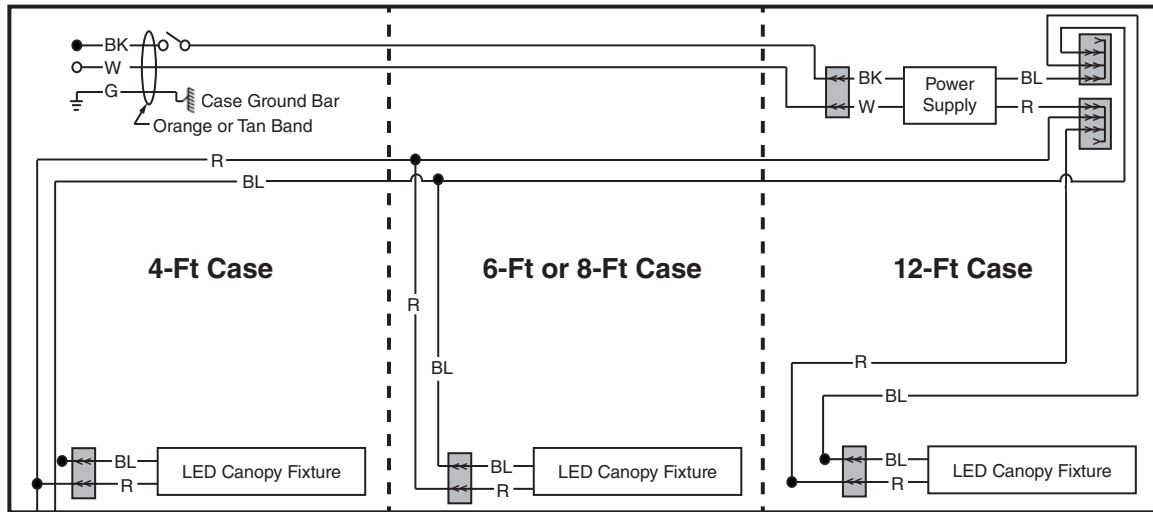 BK
W
G
Case Ground Bar
Orange or Tan Band
BK
W
Power
Supply
BL
R
R
BL
4-Ft Case
6-Ft or 8-Ft Case
12-Ft Case
R
BL
R
BL
BL
R
LED Canopy Fixture
BL
R
LED Canopy Fixture
BL
R
LED Canopy Fixture